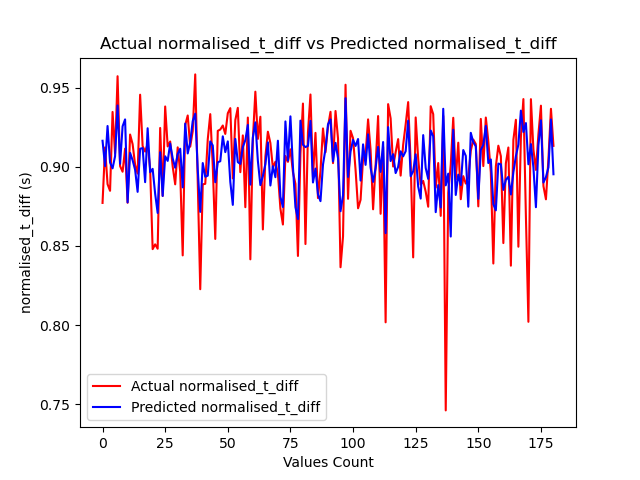 Actual normalised_t_diff vs Predicted normalised_t_diff
normalised_t_diff (s)
0.95
0.90
0.85
0.80
0.75
Actual normalised_t_diff
Predicted normalised_t_diff
0 25 50 75 100 125 150 175
Values Count